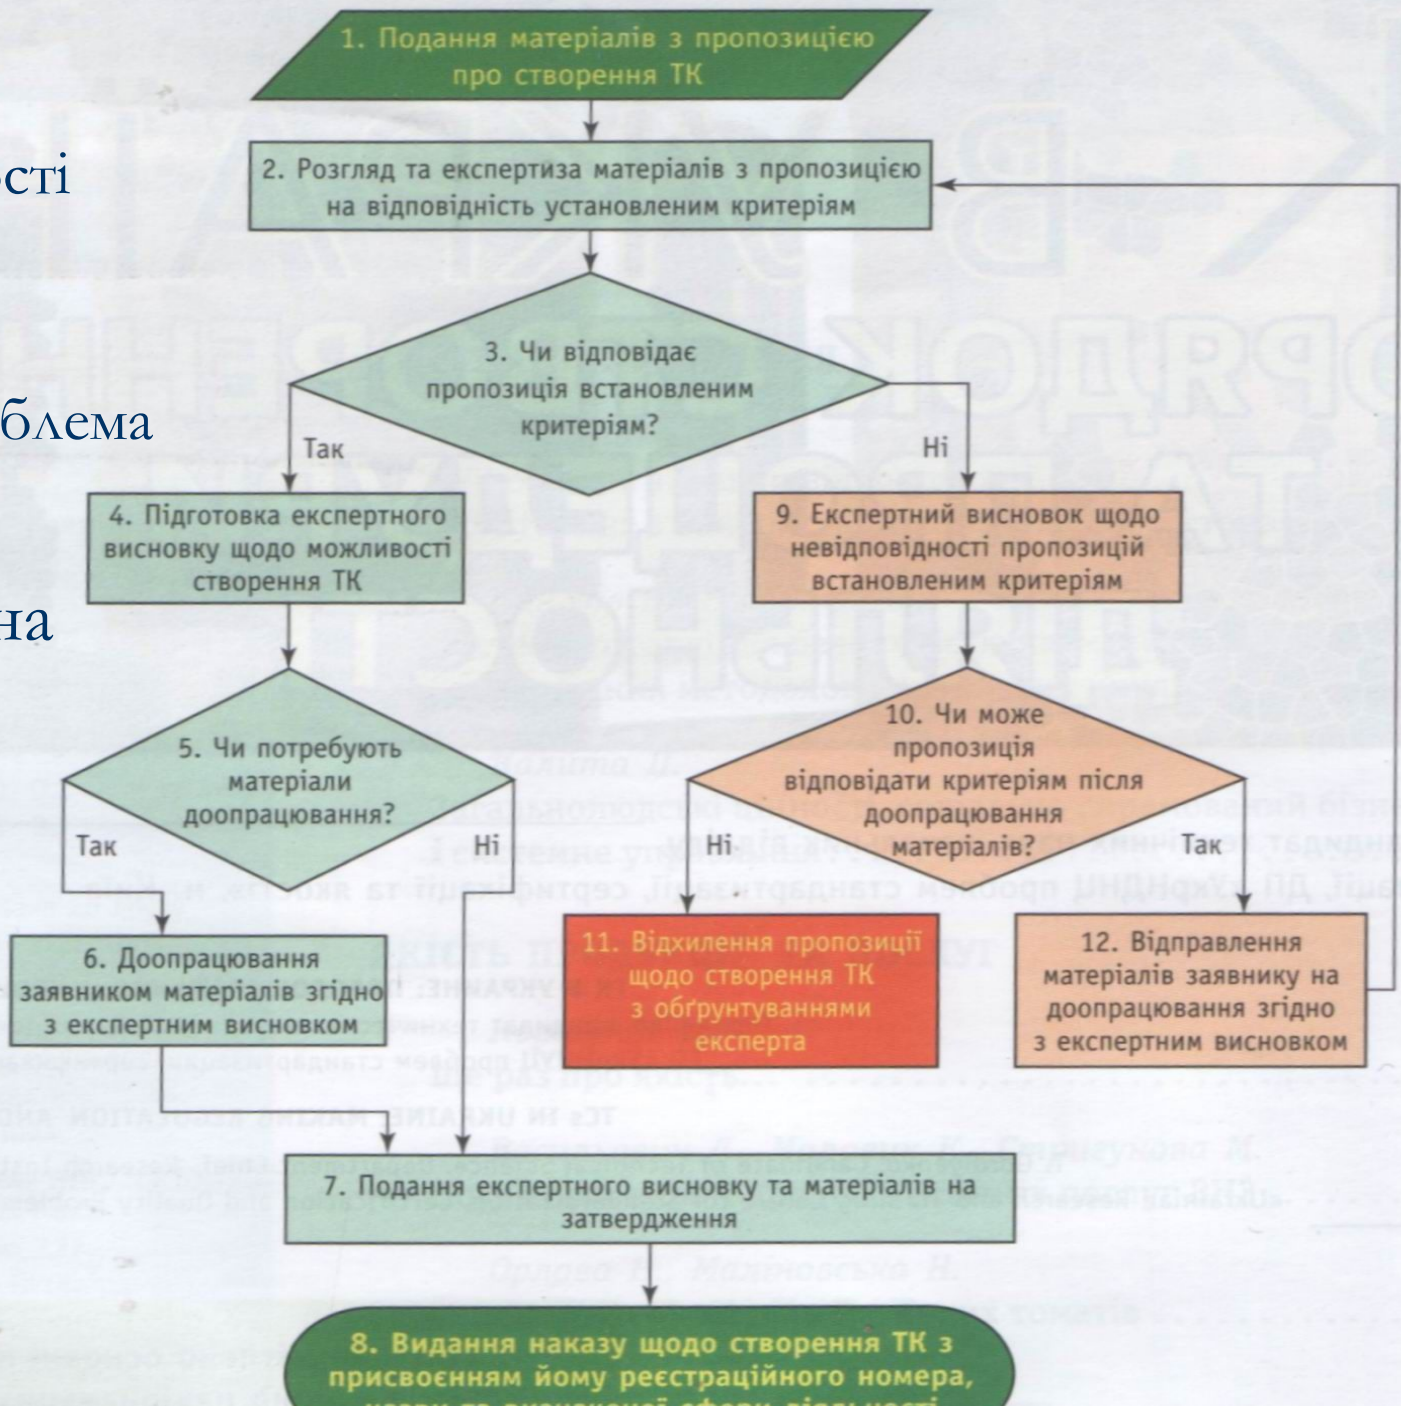 1. Подання матеріалів з пропозицією
про створення ТК
2. Розгляд та експертиза матеріалів з пропозицією
на відповідність установленим критеріям
ості
3. Чи відповідає
пропозиція встановленим
критеріям?
блема
Так
Ні
4. Підготовка експертного
висновку щодо можливості
створення ТК
9. Експертний висновок щодо
невідповідності пропозицій
встановленим критеріям
на
5. Чи потребують
матеріали
доопрацювання?
Так
Ні
10. Чи може
пропозиція
відповідати критеріям після
доопрацювання
матеріалів?
Ні
Так
6. Доопрацювання
заявником матеріалів згідно
з експертним висновком
11. Відхилення пропозиції
щодо створення ТК
з обґрунтуваннями
експерта
12. Відправлення
матеріалів заявнику на
доопрацювання згідно
з експертним висновком
7. Подання експертного висновку та матеріалів на
затвердження
8. Видання наказу щодо створення ТК з
присвоєнням йому реєстраційного номера,